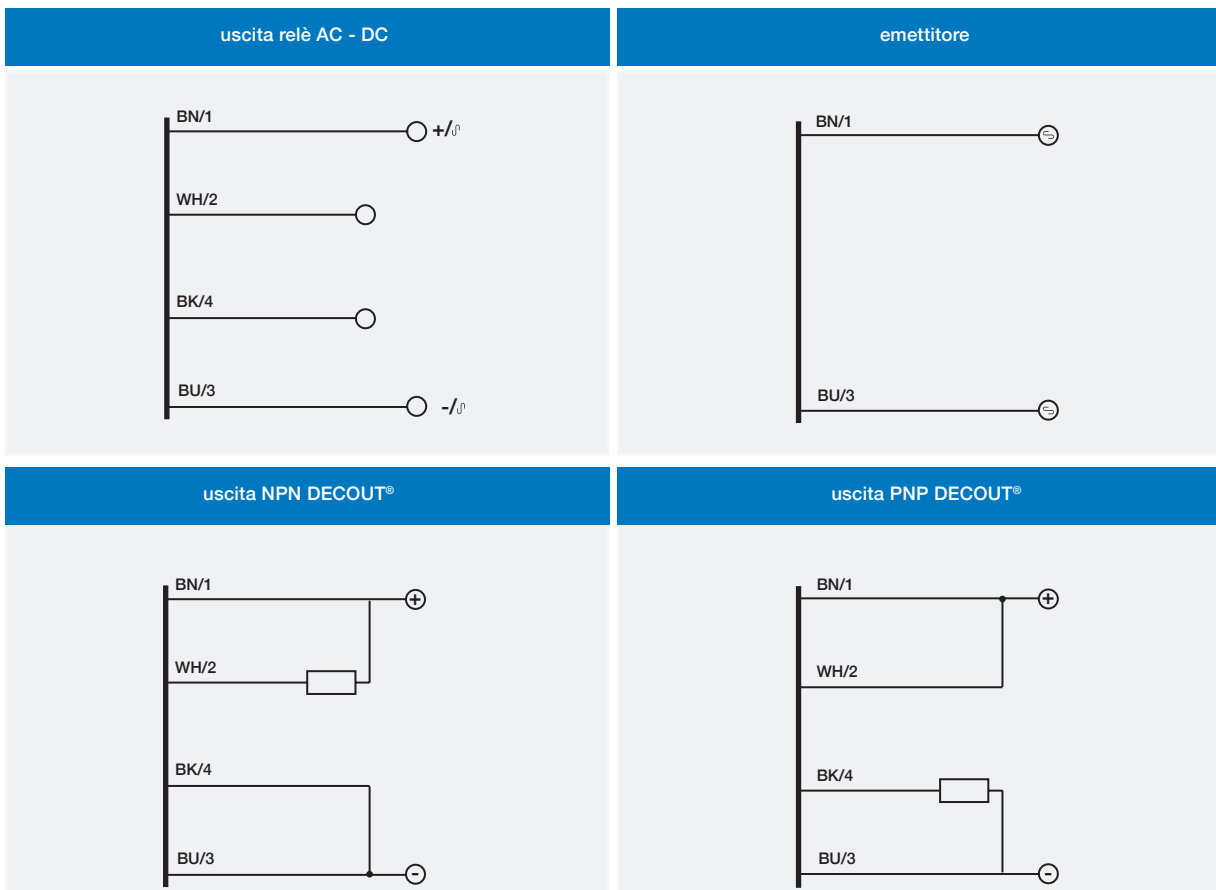 uscita relè AC - DC
BN/1
+/
WH/2
BK/4
BU/3
-/
emettitore
BN/1
BU/3
uscita NPN DECOUT®
BN/1
+
WH/2
BK/4
BU/3
-
uscita PNP DECOUT®
BN/1
+
WH/2
BK/4
BU/3
-